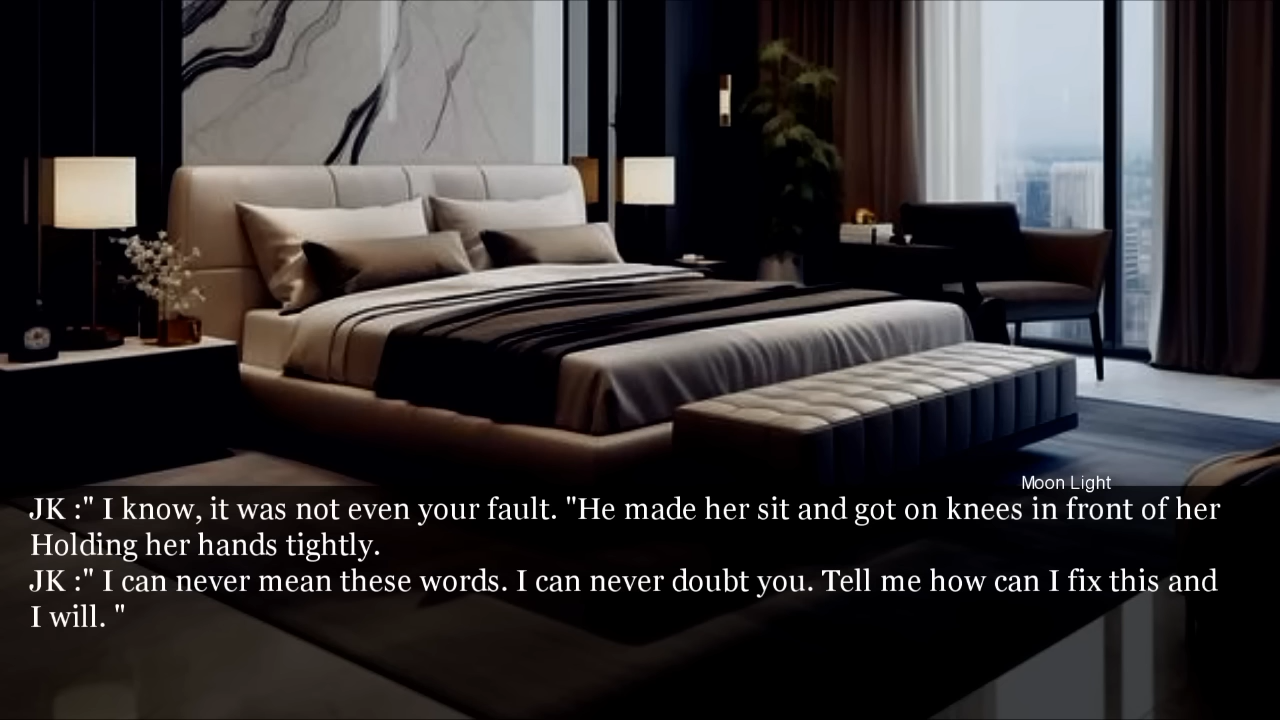 Moon Light
JK :" I know, it was not even your fault. "He made her sit and got on knees in front of her
Holding her hands tightly.
JK :" I can never mean these words. I can never doubt you. Tell me how can I fix this and
I will. "